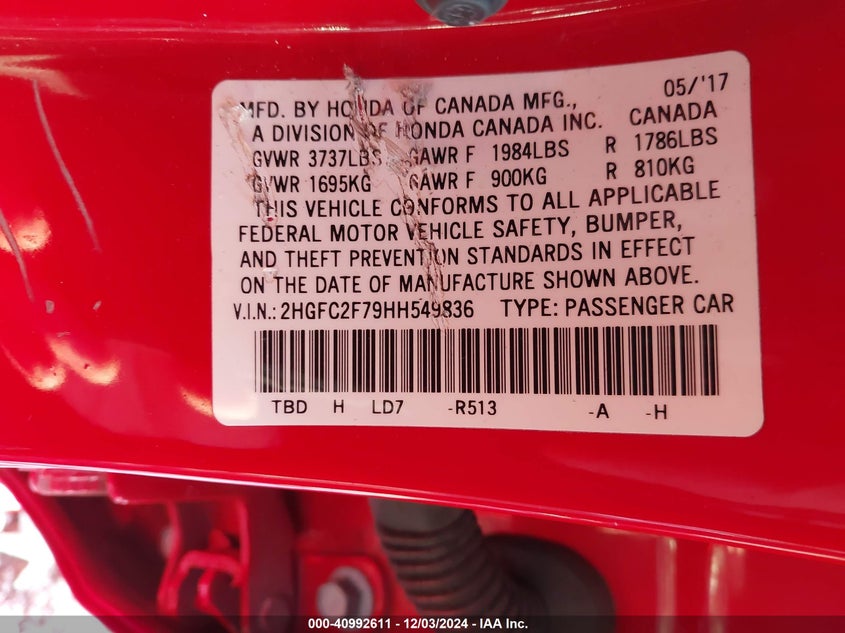 05/'17
MFD. BY HONDA OF CANADA MFG., CANADA
A DIVISION OF HONDA CANADA INC.
GVWR 3737LBS GAWR F 1984LBS R 1786LBS
GVWR 1695KG GAWR F 900KG R 810KG
THIS VEHICLE CONFORMS TO ALL APPLICABLE
FEDERAL MOTOR VEHICLE SAFETY, BUMPER,
AND THEFT PREVENTION STANDARDS IN EFFECT
ON THE DATE OF MANUFACTURE SHOWN ABOVE.
V.I.N.: 2HGFC2F79HH549836 TYPE: PASSENGER CAR
TBD H LD7 -R513 -A -H
000-40992611 - 12/03/2024 - IAA Inc.